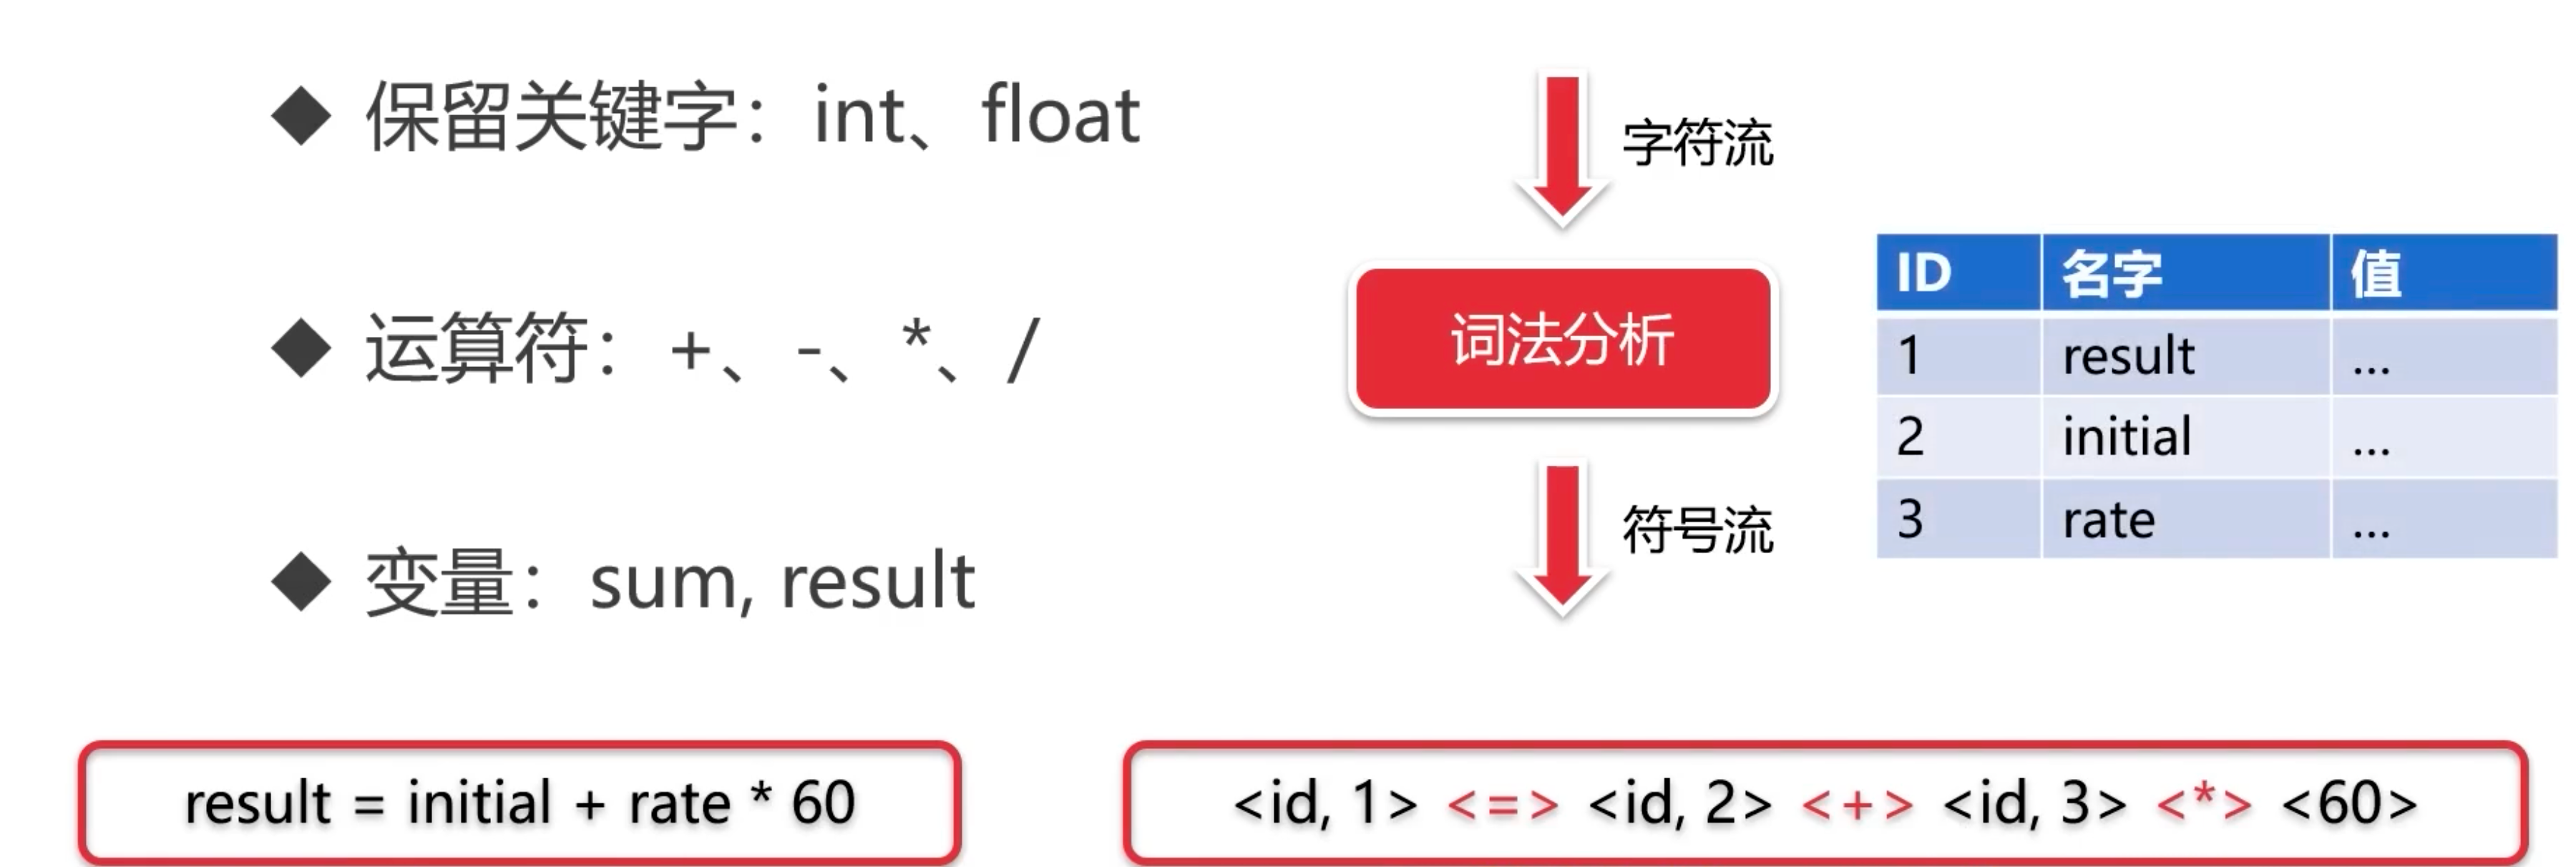 ◆ 保留关键字：int、float
◆ 运算符：+、-、*、/
◆ 变量：sum, result
字符流
词法分析
符号流
ID 名字 值
1 result ...
2 initial ...
3 rate ...
result = initial + rate * 60
<id, 1> <=> <id, 2> <+> <id, 3> <*> <60>